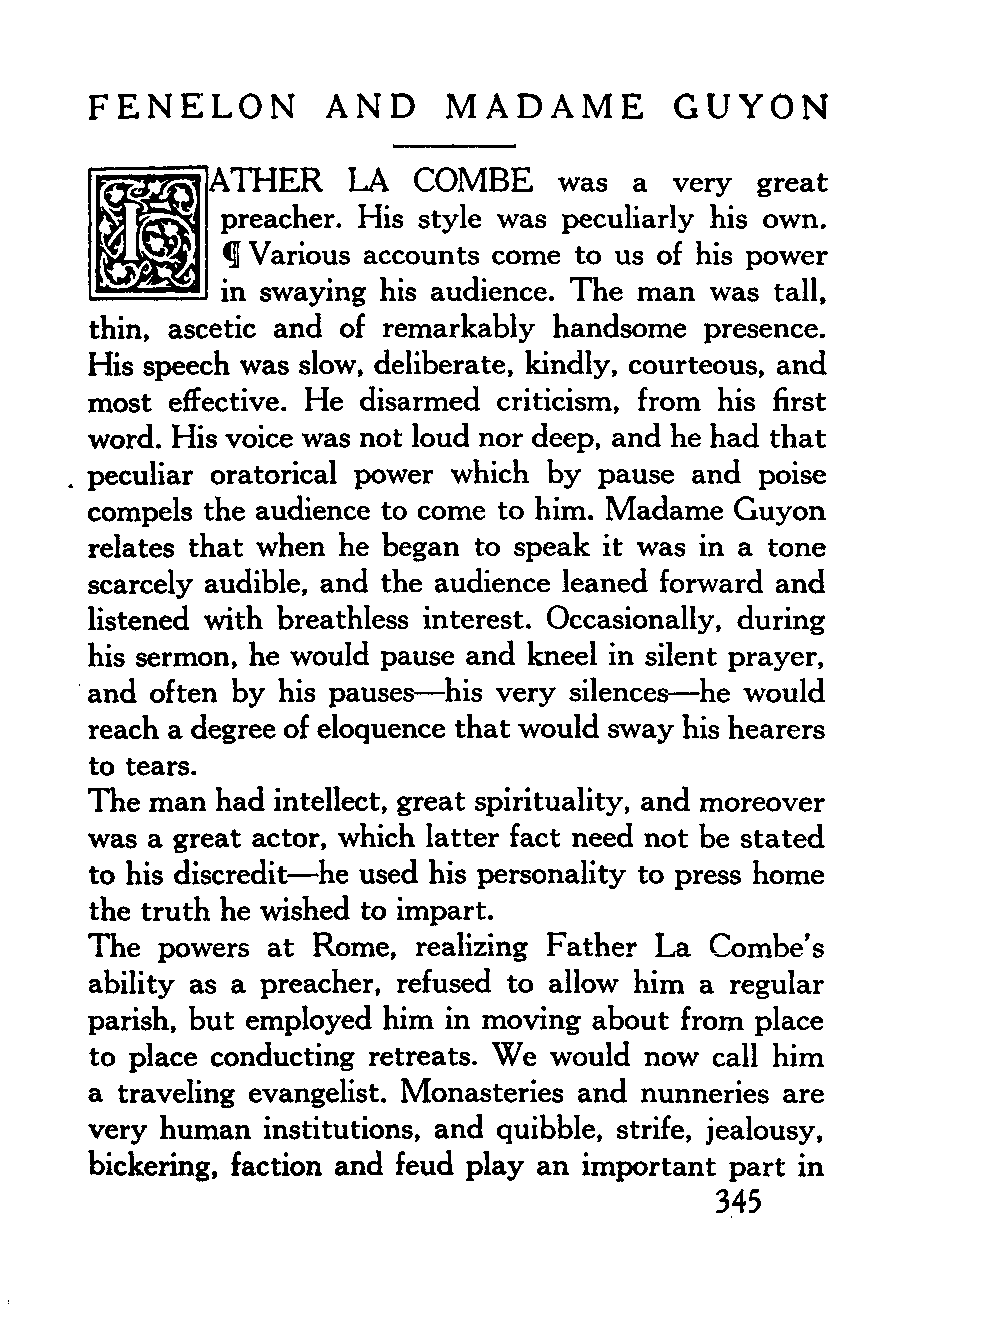 FENELON AND MADAME GUYON
FATHER LA COMBE was a very great
preacher. His style was peculiarly his own.
¶ Various accounts come to us of his power
in swaying his audience. The man was tall,
thin, ascetic and of remarkably handsome presence.
His speech was slow, deliberate, kindly, courteous, and
most effective. He disarmed criticism, from his first
word. His voice was not loud nor deep, and he had that
peculiar oratorical power which by pause and poise
compels the audience to come to him. Madame Guyon
relates that when he began to speak it was in a tone
scarcely audible, and the audience leaned forward and
listened with breathless interest. Occasionally, during
his sermon, he would pause and kneel in silent prayer,
and often by his pauses—his very silences—he would
reach a degree of eloquence that would sway his hearers
to tears.
The man had intellect, great spirituality, and moreover
was a great actor, which latter fact need not be stated
to his discredit—he used his personality to press home
the truth he wished to impart.
The powers at Rome, realizing Father La Combe's
ability as a preacher, refused to allow him a regular
parish, but employed him in moving about from place
to place conducting retreats. We would now call him
a traveling evangelist. Monasteries and nunneries are
very human institutions, and quibble, strife, jealousy,
bickering, faction and feud play an important part in
345